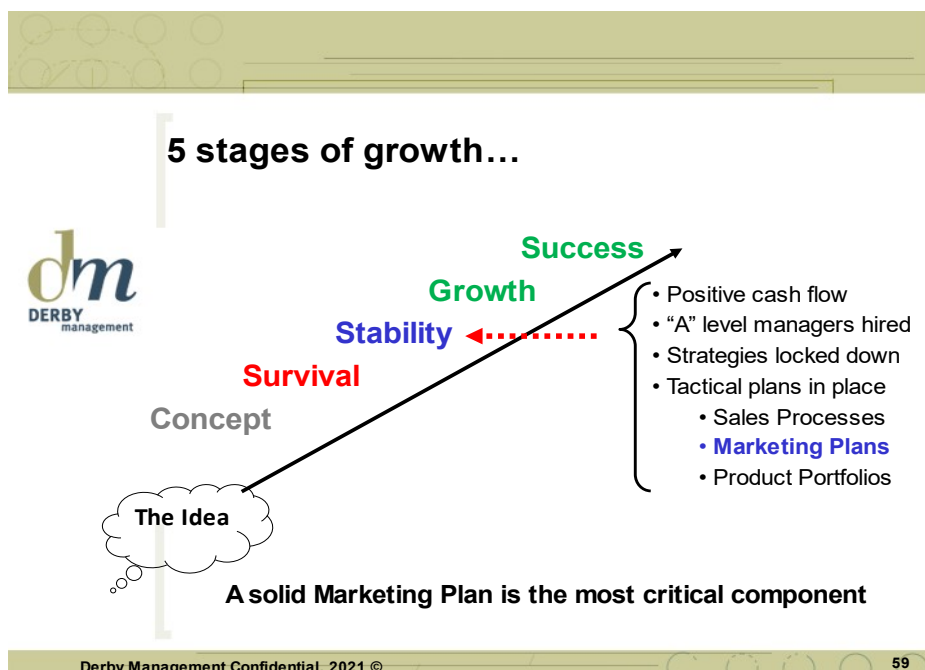 5 stages of growth…
dm
DERBY
management
Success
Growth
Stability
Survival
Concept
The Idea
• Positive cash flow
• “A” level managers hired
• Strategies locked down
• Tactical plans in place
• Sales Processes
• Marketing Plans
• Product Portfolios
A solid Marketing Plan is the most critical component
Derby Management Confidential 2021 ©
59